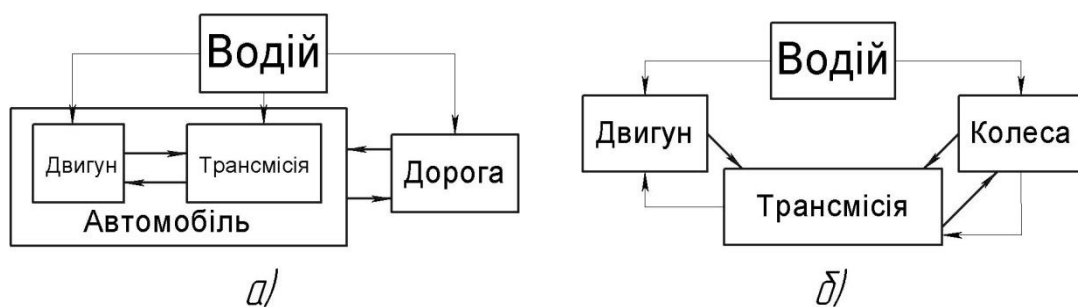 Водій
Двигун
Трансмісія
Дорога
Автомобіль
а)
Водій
Двигун
Колеса
Трансмісія
б)